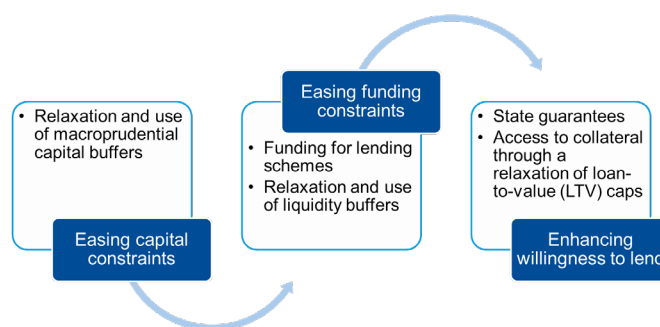 • Relaxation and use
of macroprudential
capital buffers
Easing capital
constraints
Easing funding
constraints
• Funding for lending
schemes
• Relaxation and use
of liquidity buffers
• State guarantees
• Access to collateral
through a
relaxation of loan-
to-value (LTV) caps
Enhancing
willingness to lend